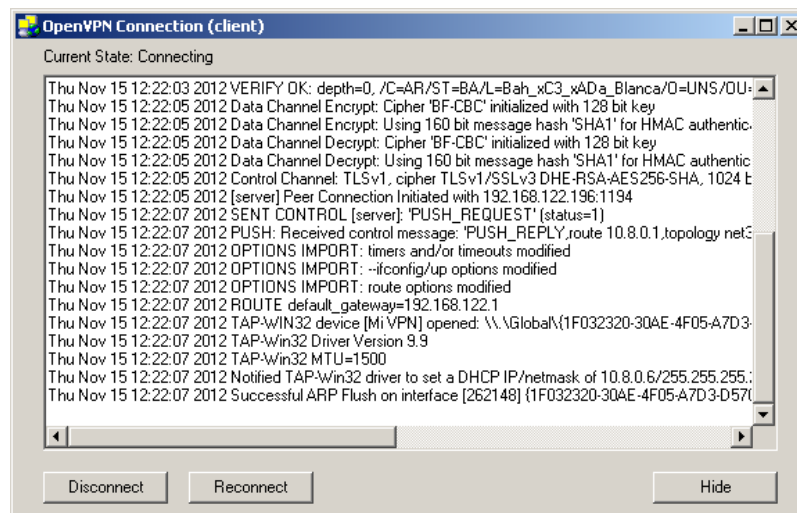 OpenVPN Connection (client)
Current State: Connecting
Thu Nov 15 12:22:03 2012 VERIFY OK: depth=0, /C=AR/ST=BA/L=Bah_xC3_xADa_Blanca/O=UNS/OU=
Thu Nov 15 12:22:05 2012 Data Channel Encrypt: Cipher 'BF-CBC' initialized with 128 bit key
Thu Nov 15 12:22:05 2012 Data Channel Encrypt: Using 160 bit message hash 'SHA1' for HMAC authentic
Thu Nov 15 12:22:05 2012 Data Channel Decrypt: Cipher 'BF-CBC' initialized with 128 bit key
Thu Nov 15 12:22:05 2012 Data Channel Decrypt: Using 160 bit message hash 'SHA1' for HMAC authentic
Thu Nov 15 12:22:05 2012 Control Channel: TLSv1, cipher TLSv1/SSLv3 DHE-RSA-AES256-SHA, 1024 b
Thu Nov 15 12:22:05 2012 [server] Peer Connection Initiated with 192.168.122.196:1194
Thu Nov 15 12:22:07 2012 SENT CONTROL [server]: 'PUSH_REQUEST' (status=1)
Thu Nov 15 12:22:07 2012 PUSH: Received control message: 'PUSH_REPLY,route 10.8.0.1,topology net3
Thu Nov 15 12:22:07 2012 OPTIONS IMPORT: timers and/or timeouts modified
Thu Nov 15 12:22:07 2012 OPTIONS IMPORT: --ifconfig/up options modified
Thu Nov 15 12:22:07 2012 OPTIONS IMPORT: route options modified
Thu Nov 15 12:22:07 2012 ROUTE default_gateway=192.168.122.1
Thu Nov 15 12:22:07 2012 TAP-WIN32 device [Mi VPN] opened: \\.\Global\{1F032320-30AE-4F05-A7D3-
Thu Nov 15 12:22:07 2012 TAP-Win32 Driver Version 9.9
Thu Nov 15 12:22:07 2012 TAP-Win32 MTU=1500
Thu Nov 15 12:22:07 2012 Notified TAP-Win32 driver to set a DHCP IP/netmask of 10.8.0.6/255.255.255.
Thu Nov 15 12:22:07 2012 Successful ARP Flush on interface [262148] {1F032320-30AE-4F05-A7D3-D570
Disconnect Reconnect Hide